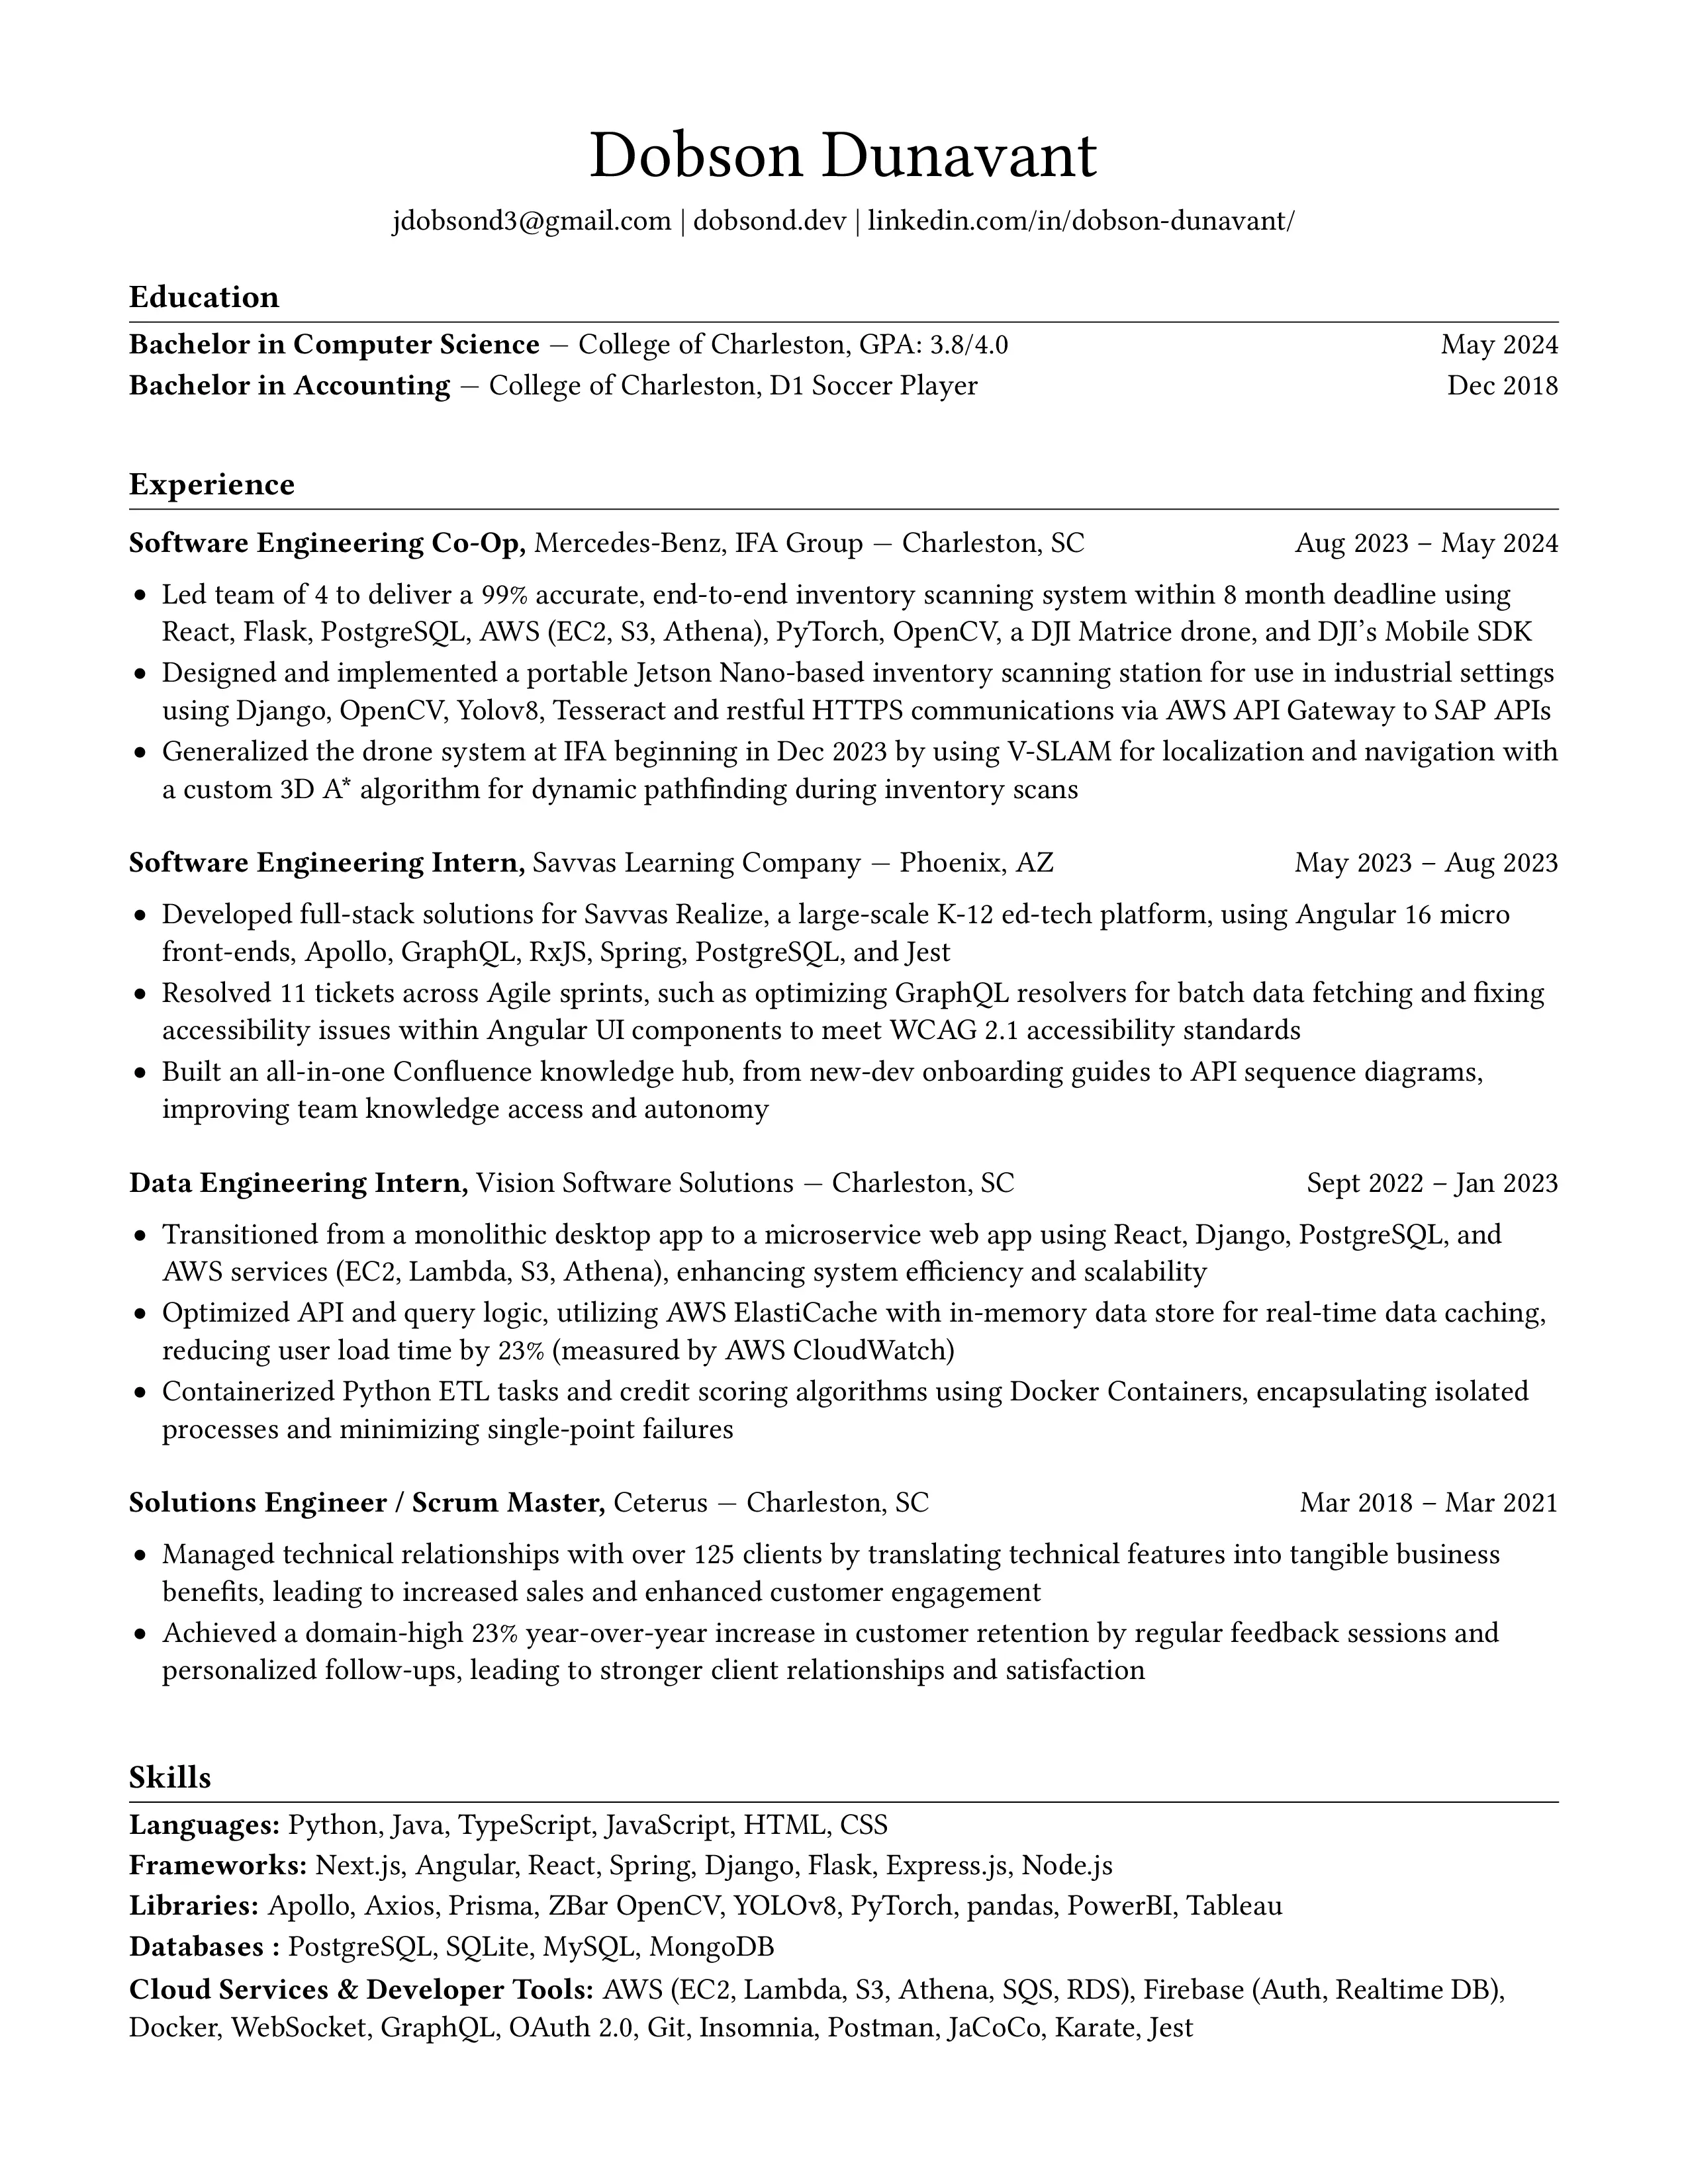 Dobson Dunavant
jdobsond3@gmail.com | dobsond.dev | linkedin.com/in/dobson-dunavant/
Education
Bachelor in Computer Science — College of Charleston, GPA: 3.8/4.0 May 2024
Bachelor in Accounting — College of Charleston, D1 Soccer Player Dec 2018
Experience
Software Engineering Co-Op, Mercedes-Benz, IFA Group — Charleston, SC Aug 2023 – May 2024
• Led team of 4 to deliver a 99% accurate, end-to-end inventory scanning system within 8 month deadline using
React, Flask, PostgreSQL, AWS (EC2, S3, Athena), PyTorch, OpenCV, a DJI Matrice drone, and DJI's Mobile SDK
• Designed and implemented a portable Jetson Nano-based inventory scanning station for use in industrial settings
using Django, OpenCV, Yolov8, Tesseract and restful HTTPS communications via AWS API Gateway to SAP APIs
• Generalized the drone system at IFA beginning in Dec 2023 by using V-SLAM for localization and navigation with
a custom 3D A* algorithm for dynamic pathfinding during inventory scans
Software Engineering Intern, Savvas Learning Company — Phoenix, AZ May 2023 – Aug 2023
• Developed full-stack solutions for Savvas Realize, a large-scale K-12 ed-tech platform, using Angular 16 micro
front-ends, Apollo, GraphQL, RxJS, Spring, PostgreSQL, and Jest
• Resolved 11 tickets across Agile sprints, such as optimizing GraphQL resolvers for batch data fetching and fixing
accessibility issues within Angular UI components to meet WCAG 2.1 accessibility standards
• Built an all-in-one Confluence knowledge hub, from new-dev onboarding guides to API sequence diagrams,
improving team knowledge access and autonomy
Data Engineering Intern, Vision Software Solutions — Charleston, SC Sept 2022 – Jan 2023
• Transitioned from a monolithic desktop app to a microservice web app using React, Django, PostgreSQL, and
AWS services (EC2, Lambda, S3, Athena), enhancing system efficiency and scalability
• Optimized API and query logic, utilizing AWS ElastiCache with in-memory data store for real-time data caching,
reducing user load time by 23% (measured by AWS CloudWatch)
• Containerized Python ETL tasks and credit scoring algorithms using Docker Containers, encapsulating isolated
processes and minimizing single-point failures
Solutions Engineer / Scrum Master, Ceterus — Charleston, SC Mar 2018 – Mar 2021
• Managed technical relationships with over 125 clients by translating technical features into tangible business
benefits, leading to increased sales and enhanced customer engagement
• Achieved a domain-high 23% year-over-year increase in customer retention by regular feedback sessions and
personalized follow-ups, leading to stronger client relationships and satisfaction
Skills
Languages: Python, Java, TypeScript, JavaScript, HTML, CSS
Frameworks: Next.js, Angular, React, Spring, Django, Flask, Express.js, Node.js
Libraries: Apollo, Axios, Prisma, ZBar OpenCV, YOLOv8, PyTorch, pandas, PowerBI, Tableau
Databases : PostgreSQL, SQLite, MySQL, MongoDB
Cloud Services & Developer Tools: AWS (EC2, Lambda, S3, Athena, SQS, RDS), Firebase (Auth, Realtime DB),
Docker, WebSocket, GraphQL, OAuth 2.0, Git, Insomnia, Postman, JaCoCo, Karate, Jest